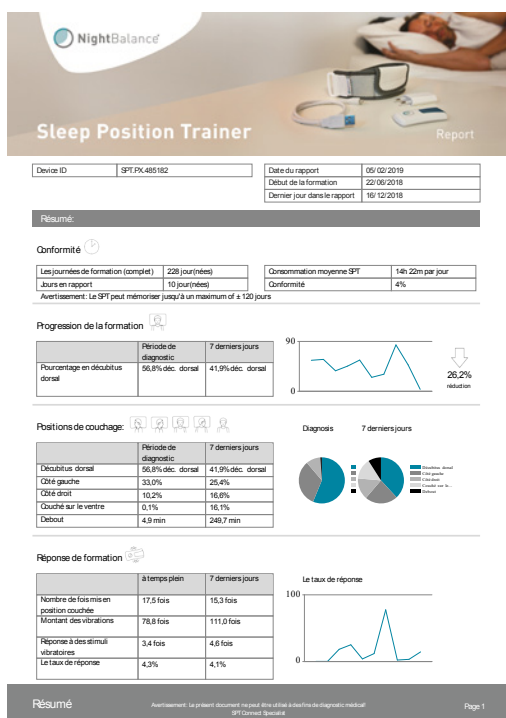 NightBalance
Sleep Position Trainer
Report
Device ID SPT.PX.485182
Date du rapport 05/02/2019
Début de la formation 22/06/2018
Dernier jour dans le rapport 16/12/2018
Résumé:
Conformité
Les journées de formation (complet) 228 jour(nées)
Jours en rapport 10 jour(nées)
Consommation moyenne SPT 14h 22m par jour
Conformité 4%
Avertissement: Le SPT peut mémoriser jusqu'à un maximum of ± 120 jours
Progression de la formation
Période de diagnostic 7 derniers jours
Pourcentage en décubitus dorsal 56,8% déc. dorsal 41,9% déc. dorsal
90
0
26,2%
réduction
Positions de couchage:
Période de diagnostic 7 derniers jours
Décubitus dorsal 56,8% déc. dorsal 41,9% déc. dorsal
Côté gauche 33,0% 25,4%
Côté droit 10,2% 16,6%
Couché sur le ventre 0,1% 16,1%
Debout 4,9 min 249,7 min
Diagnosis 7 derniers jours
Décubitus dorsal
Côté gauche
Côté droit
Couché sur le...
Debout
Réponse de formation
à temps plein 7 derniers jours
Nombre de fois mis en position couchée 17,5 fois 15,3 fois
Montant des vibrations 78,8 fois 111,0 fois
Réponse à des stimuli vibratoires 3,4 fois 4,6 fois
Le taux de réponse 4,3% 4,1%
Le taux de réponse
100
0
Résumé
Avertissement: Le présent document ne peut être utilisé à des fins de diagnostic médical!
SPT Connect Specialist
Page 1